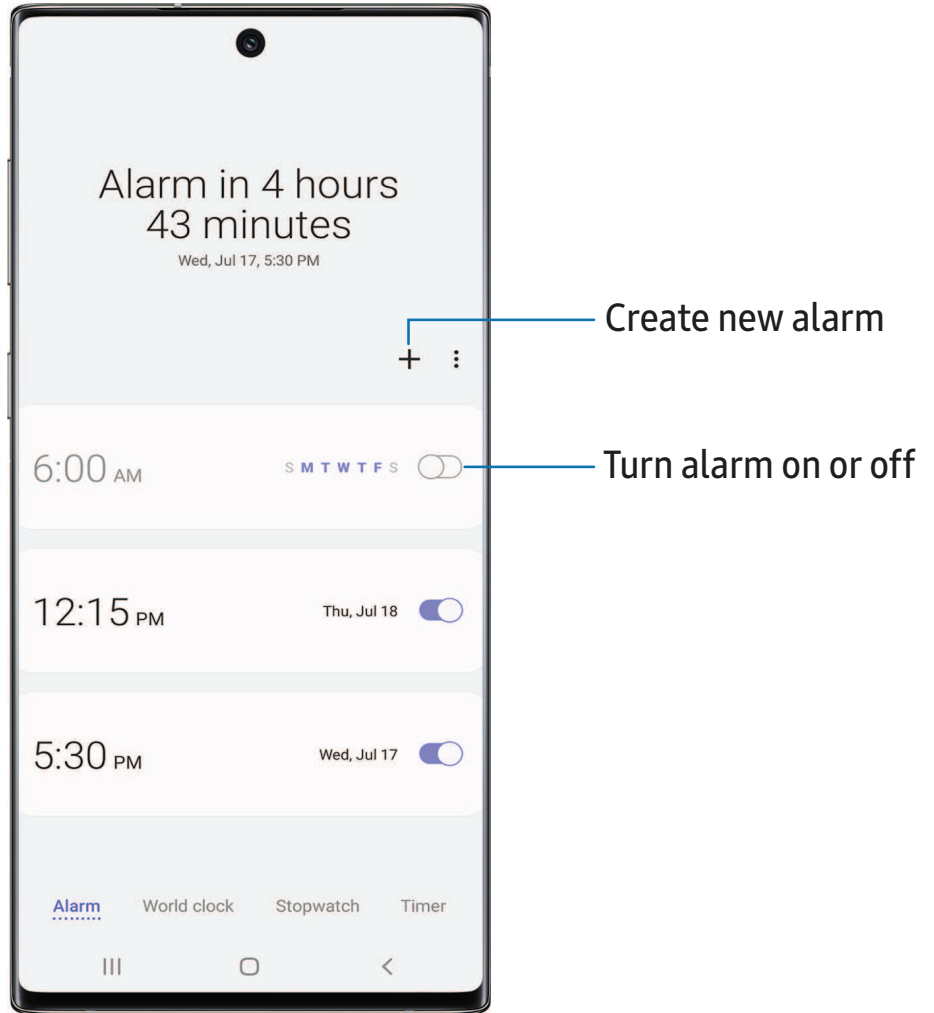 Alarm in 4 hours
43 minutes
Wed, Jul 17, 5:30 PM
Create new alarm
6:00 AM S M T W T F S
Turn alarm on or off
12:15 PM Thu, Jul 18
5:30 PM Wed, Jul 17
Alarm World clock Stopwatch Timer